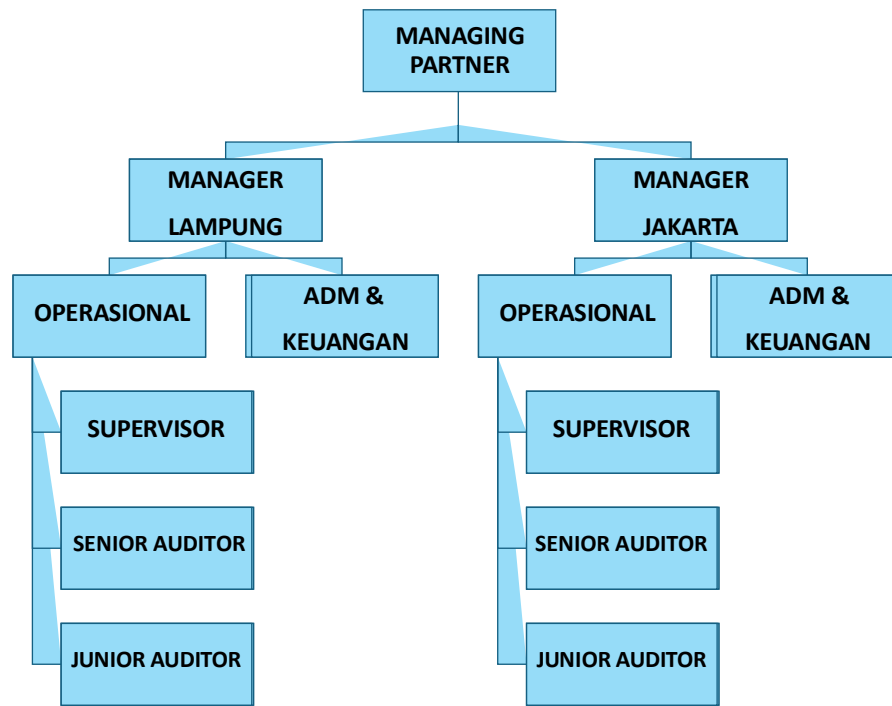 MANAGING
PARTNER
MANAGER
LAMPUNG
MANAGER
JAKARTA
OPERASIONAL
ADM &
KEUANGAN
OPERASIONAL
ADM &
KEUANGAN
SUPERVISOR
SUPERVISOR
SENIOR AUDITOR
SENIOR AUDITOR
JUNIOR AUDITOR
JUNIOR AUDITOR